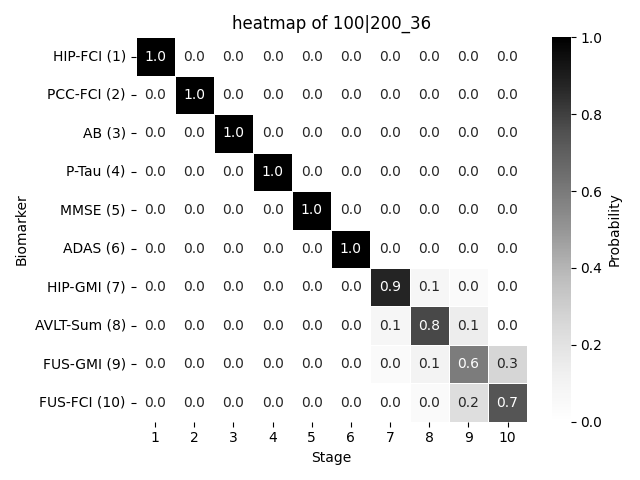 heatmap of 100|200_36
HIP-FCI (1) 1.0 0.0 0.0 0.0 0.0 0.0 0.0 0.0 0.0 0.0
PCC-FCI (2) 0.0 1.0 0.0 0.0 0.0 0.0 0.0 0.0 0.0 0.0
AB (3) 0.0 0.0 1.0 0.0 0.0 0.0 0.0 0.0 0.0 0.0
P-Tau (4) 0.0 0.0 0.0 1.0 0.0 0.0 0.0 0.0 0.0 0.0
MMSE (5) 0.0 0.0 0.0 0.0 1.0 0.0 0.0 0.0 0.0 0.0
ADAS (6) 0.0 0.0 0.0 0.0 0.0 1.0 0.0 0.0 0.0 0.0
HIP-GMI (7) 0.0 0.0 0.0 0.0 0.0 0.0 0.9 0.1 0.0 0.0
AVLT-Sum (8) 0.0 0.0 0.0 0.0 0.0 0.0 0.1 0.8 0.1 0.0
FUS-GMI (9) 0.0 0.0 0.0 0.0 0.0 0.0 0.0 0.1 0.6 0.3
FUS-FCI (10) 0.0 0.0 0.0 0.0 0.0 0.0 0.0 0.0 0.2 0.7
1 2 3 4 5 6 7 8 9 10
Stage
Biomarker
1.0
0.8
0.6
0.4
0.2
0.0
Probability